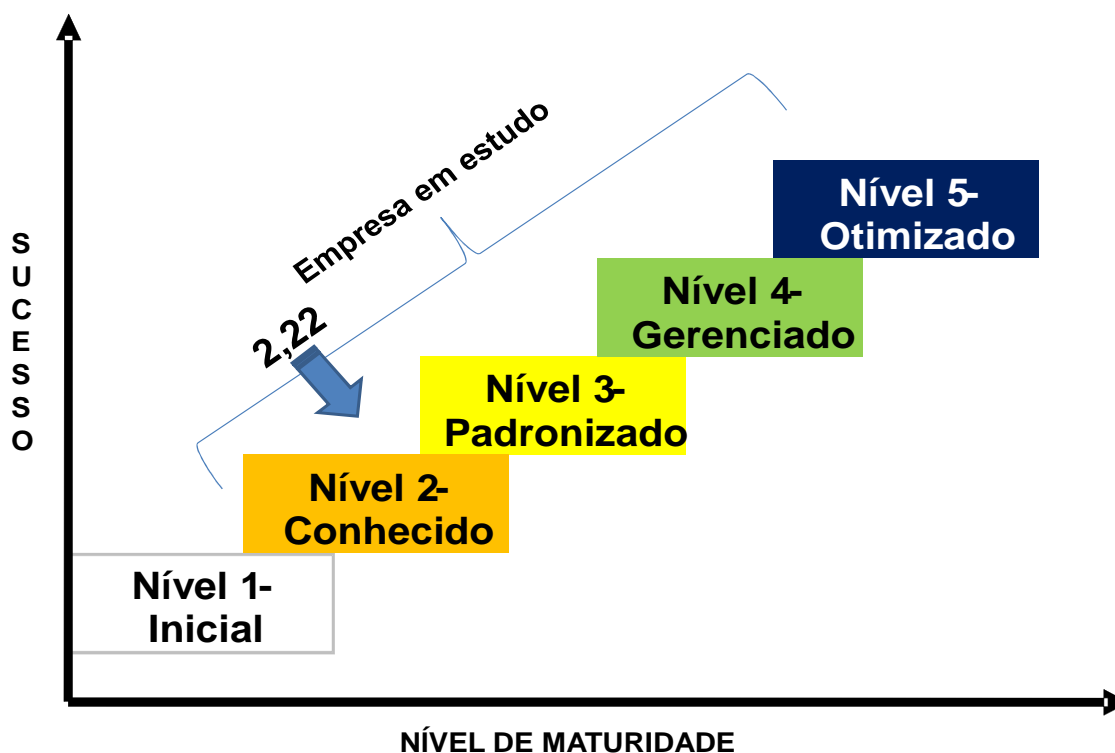 Empresa em estudo
2,22
SUCESSO
Nível 5-
Otimizado
Nível 4-
Gerenciado
Nível 3-
Padronizado
Nível 2-
Conhecido
Nível 1-
Inicial
NÍVEL DE MATURIDADE